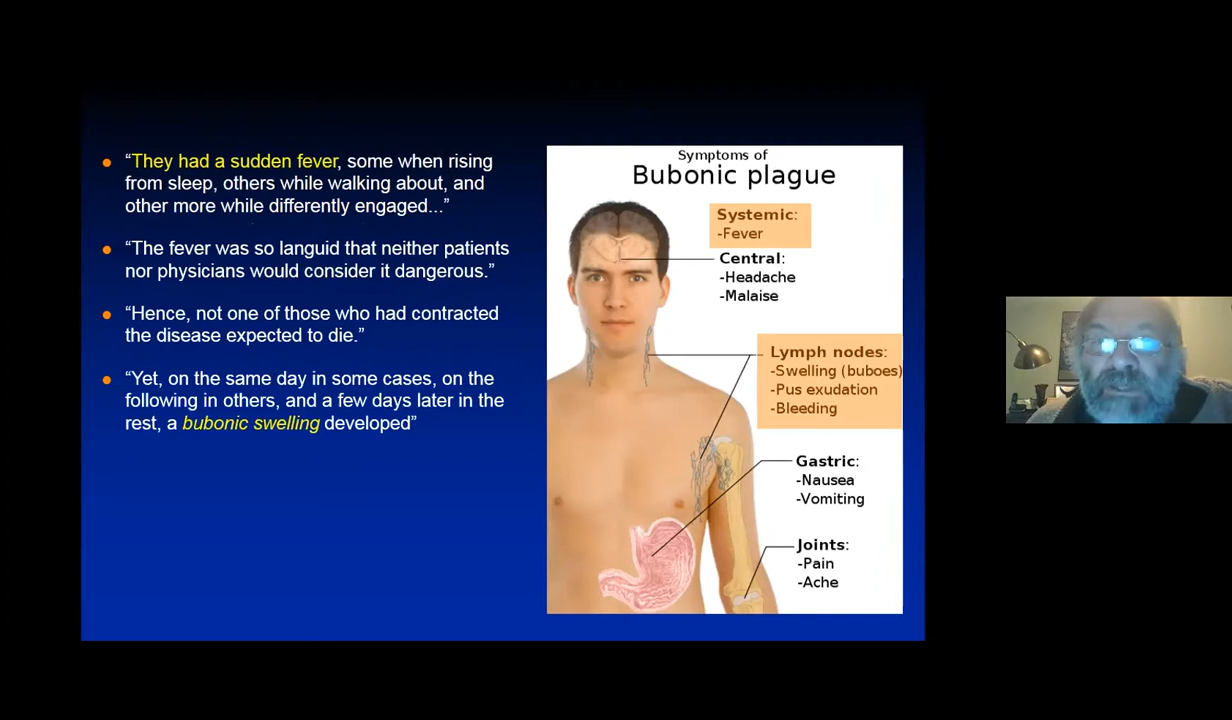 “They had a sudden fever, some when rising
from sleep, others while walking about, and
other more while differently engaged...”
“The fever was so languid that neither patients
nor physicians would consider it dangerous.”
“Hence, not one of those who had contracted
the disease expected to die.”
“Yet, on the same day in some cases, on the
following in others, and a few days later in the
rest, a bubonic swelling developed”
Symptoms of
Bubonic plague
Systemic:
-Fever
Central:
-Headache
-Malaise
Lymph nodes:
-Swelling (buboes)
-Pus exudation
-Bleeding
Gastric:
-Nausea
-Vomiting
Joints:
-Pain
-Ache